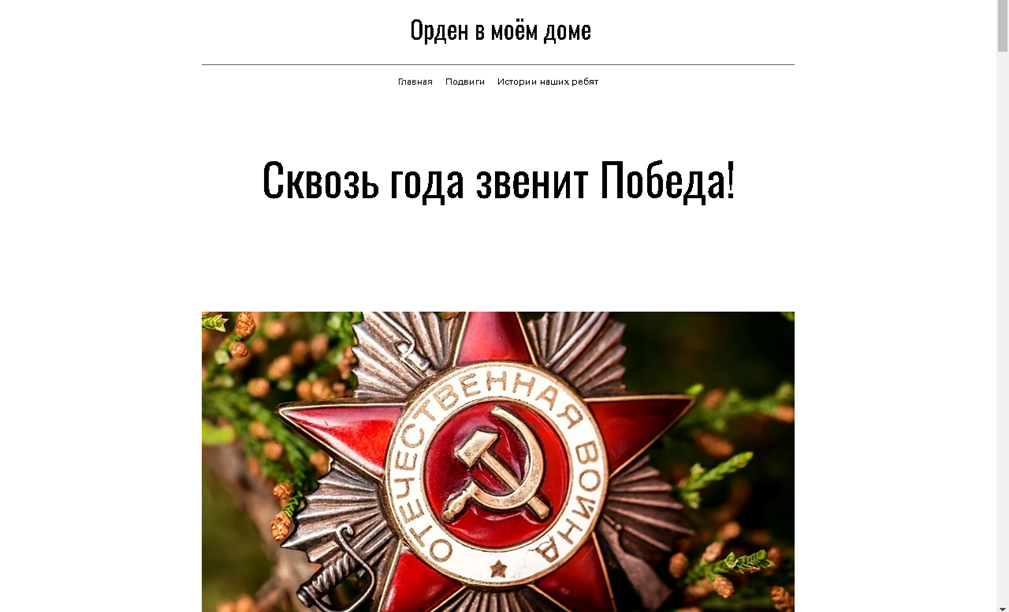 Орден в моём доме
Главная Подвиги Истории наших ребят
Сквозь года звенит Победа!
ОТЕЧЕСТВЕННАЯ ВОЙНА